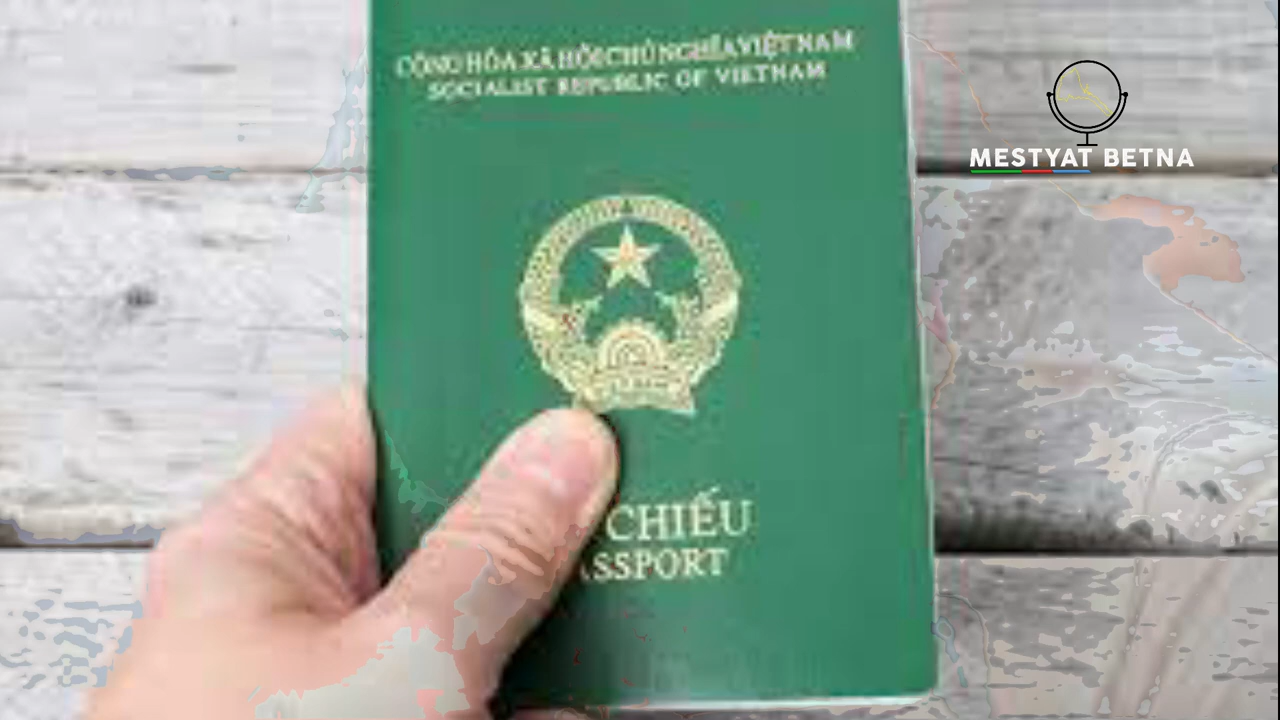 CỘNG HÒA XÃ HỘI CHỦ NGHĨA VIỆT NAM
SOCIALIST REPUBLIC OF VIETNAM
MESTYAT BETNA
CHIẾU
ASSPORT